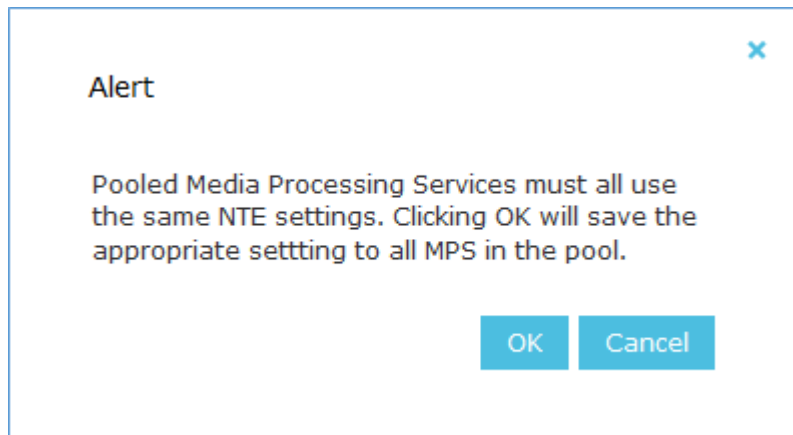 Alert
Pooled Media Processing Services must all use
the same NTE settings. Clicking OK will save the
appropriate settting to all MPS in the pool.
OK Cancel